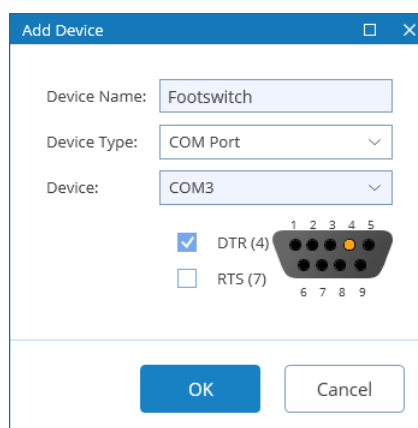 Add Device
Device Name: Footswitch
Device Type: COM Port
Device: COM3
1 2 3 4 5
DTR (4)
RTS (7)
6 7 8 9
OK Cancel